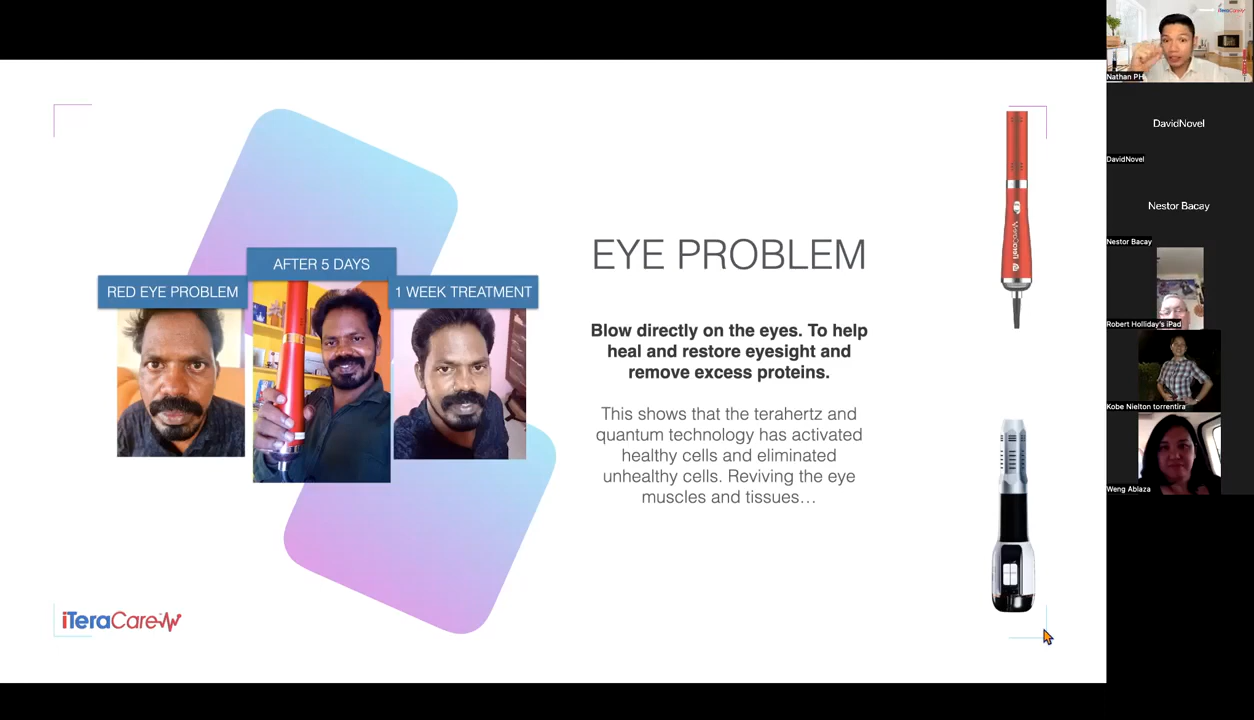 EYE PROBLEM
Blow directly on the eyes. To help
heal and restore eyesight and
remove excess proteins.
This shows that the terahertz and
quantum technology has activated
healthy cells and eliminated
unhealthy cells. Reviving the eye
muscles and tissues…
RED EYE PROBLEM
AFTER 5 DAYS
1 WEEK TREATMENT
iTeraCare
iTeraCare
Nathan PH
DavidNovel
DavidNovel
Nestor Bacay
Nestor Bacay
Robert Holliday's iPad
Kobe Nielton torrentira
Weng Ablaza